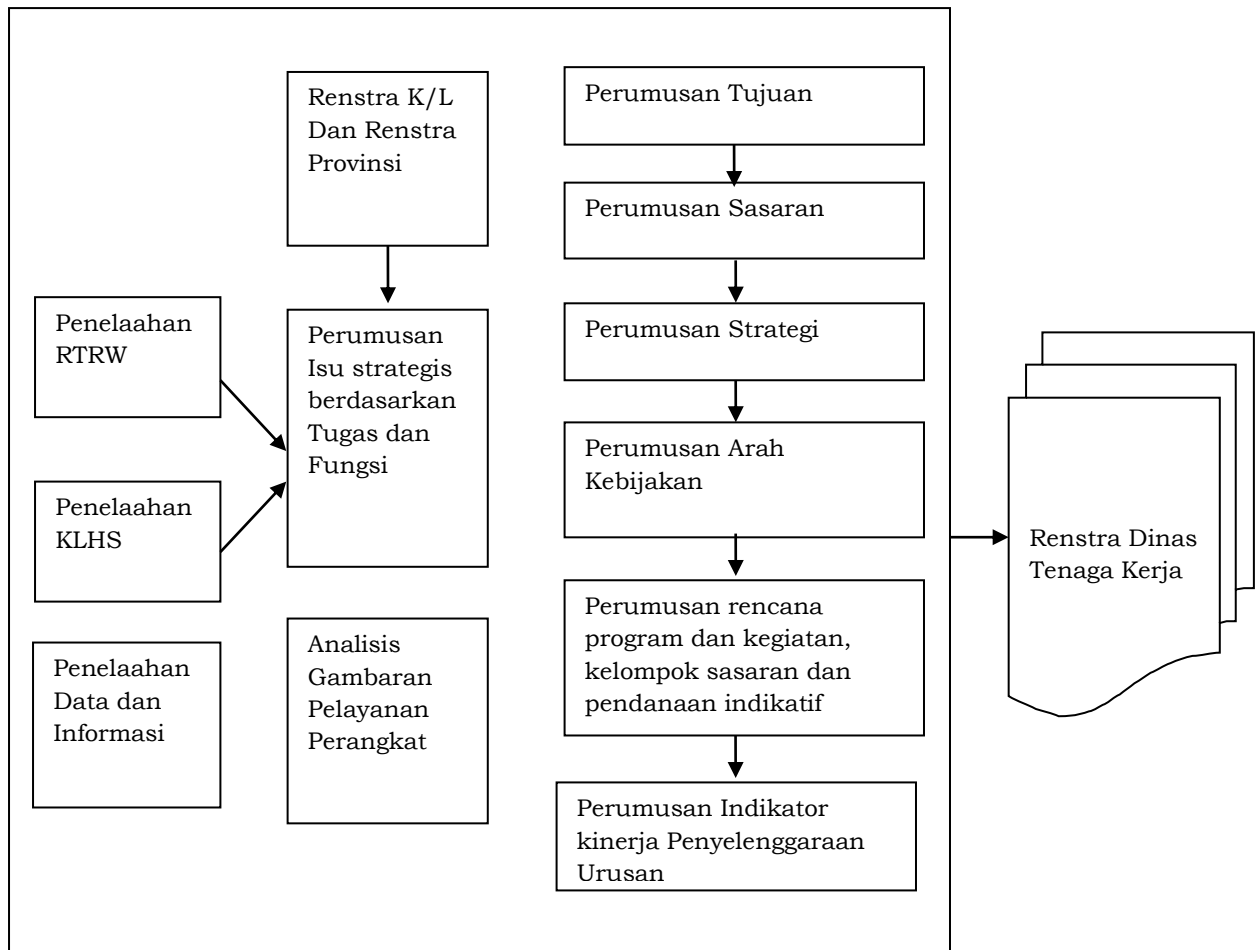 Renstra K/L
Dan Renstra
Provinsi
Penelaahan
RTRW
Perumusan
Isu strategis
berdasarkan
Tugas dan
Fungsi
Penelaahan
KLHS
Penelaahan
Data dan
Informasi
Analisis
Gambaran
Pelayanan
Perangkat
Perumusan Tujuan
Perumusan Sasaran
Perumusan Strategi
Perumusan Arah
Kebijakan
Perumusan rencana
program dan kegiatan,
kelompok sasaran dan
pendanaan indikatif
Perumusan Indikator
kinerja Penyelenggaraan
Urusan
Renstra Dinas
Tenaga Kerja